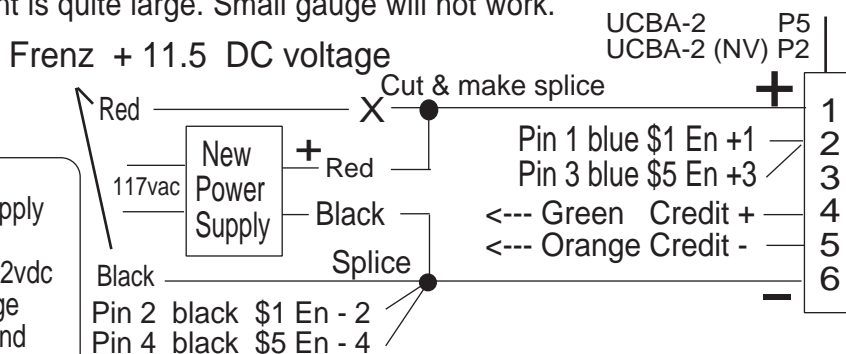 nt is quite large. Small gauge will not work.
UCBA-2 P5
UCBA-2 (NV) P2
Frenz + 11.5 DC voltage
Cut & make splice
+
Red X
1
New Power Supply
+ Red
117vac
Black
Pin 1 blue $1 En +1
2
Pin 3 blue $5 En +3
3
<--- Green Credit +
4
<--- Orange Credit -
5
Splice
6
Black
–
Pin 2 black $1 En - 2
Pin 4 black $5 En - 4
pply
2vdc
ge
nd